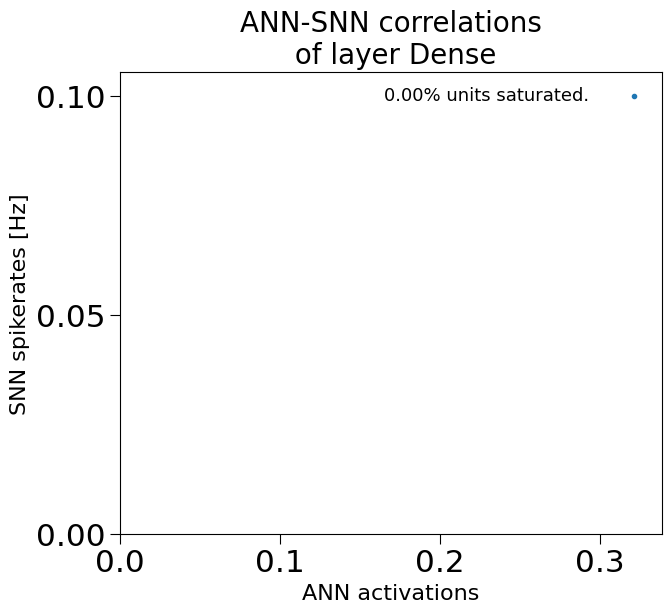 ANN-SNN correlations
of layer Dense
0.00% units saturated.
0.10
0.05
0.00
SNN spikerates [Hz]
0.0 0.1 0.2 0.3
ANN activations